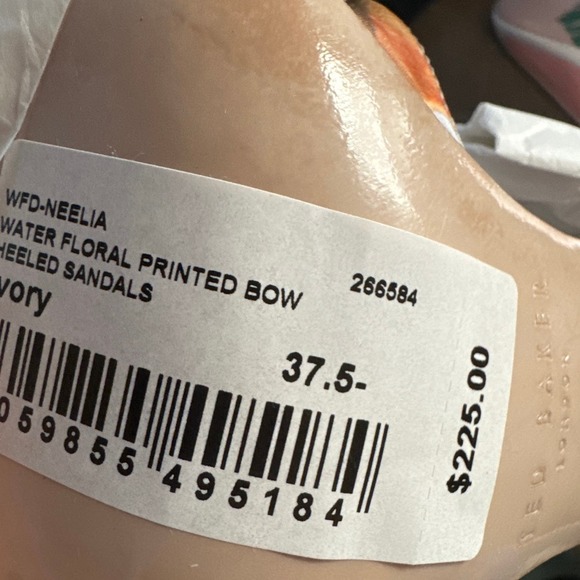 WFD-NEELIA
WATER FLORAL PRINTED BOW
HEELED SANDALS
266584
vory
37.5-
059855 495184
$225.00
TED BAKER
LONDON